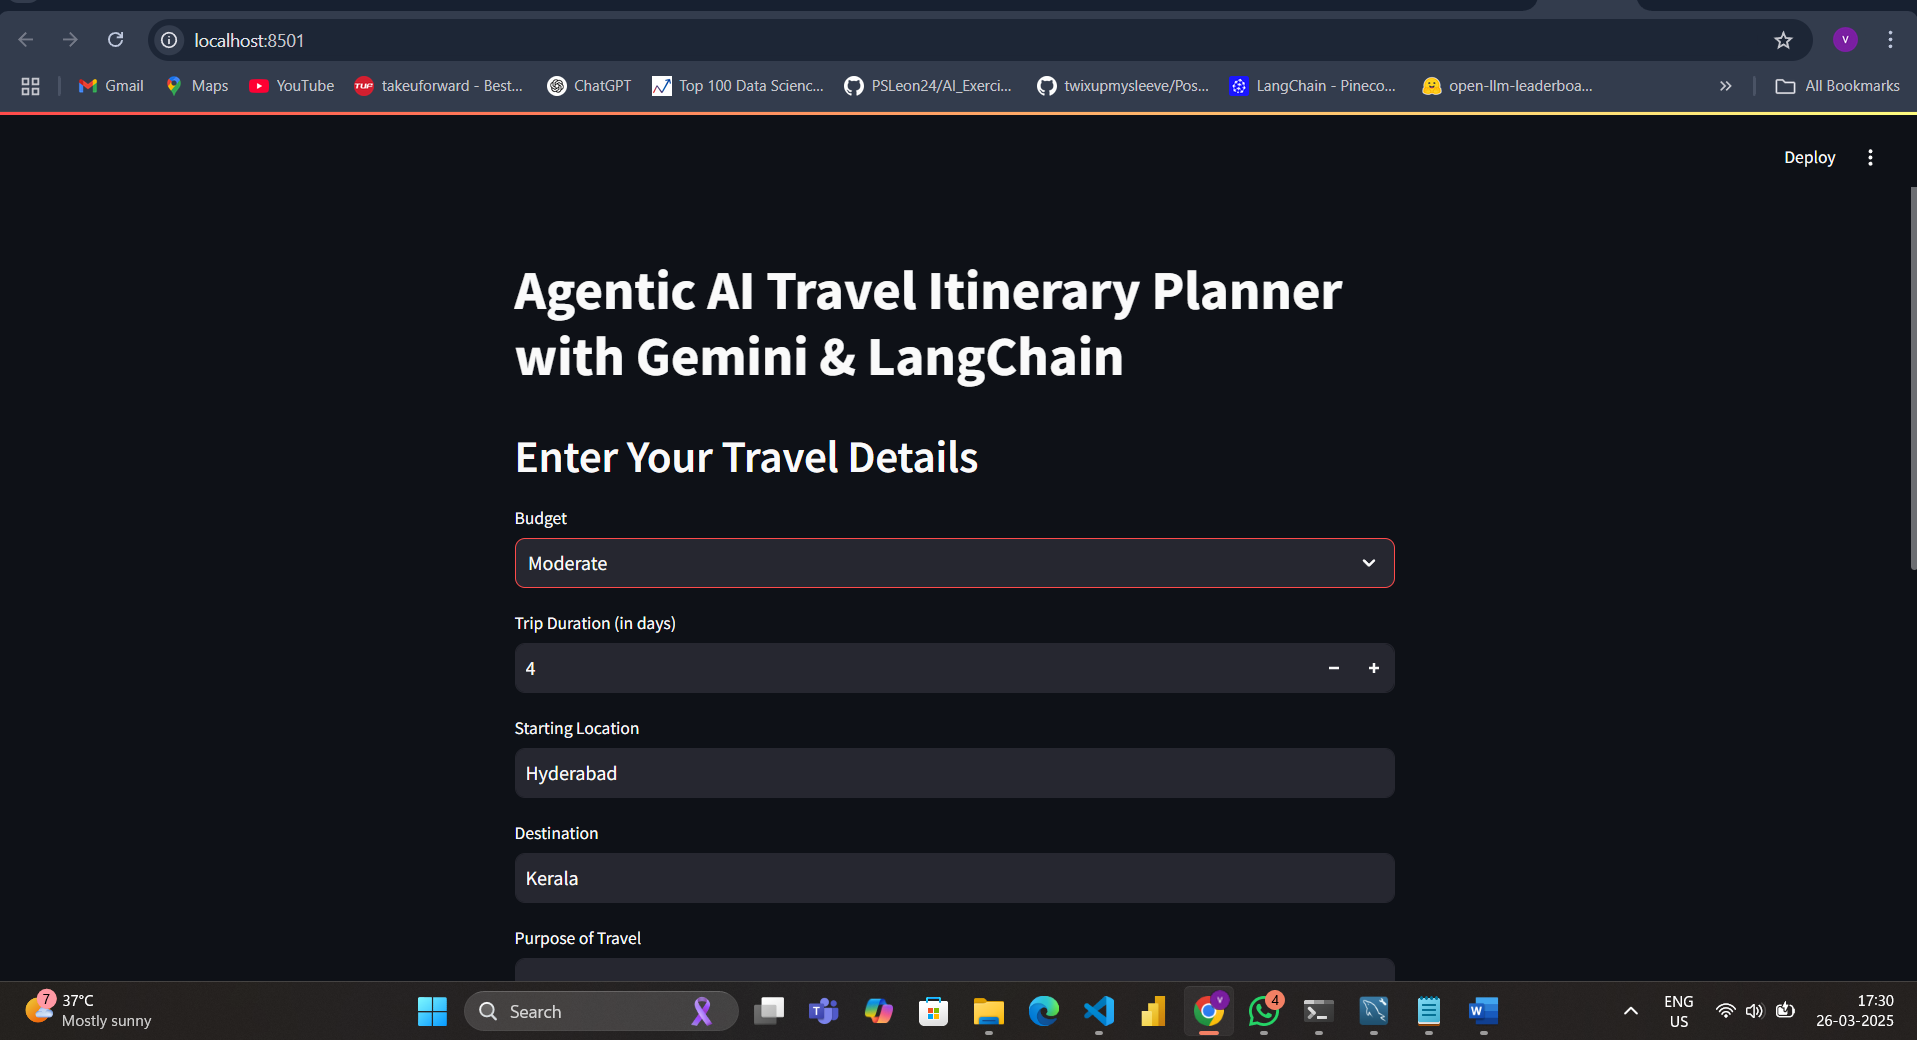 localhost:8501
V
Gmail
Maps
YouTube
TUF takeuforward - Best...
ChatGPT
Top 100 Data Scienc...
PSLeon24/AI_Exerci...
twixupmysleeve/Pos...
LangChain - Pineco...
open-llm-leaderboa...
All Bookmarks
Deploy
Agentic AI Travel Itinerary Planner
with Gemini & LangChain
Enter Your Travel Details
Budget
Moderate
Trip Duration (in days)
4
Starting Location
Hyderabad
Destination
Kerala
Purpose of Travel
7
37°C
Mostly sunny
Search
4
ENG
US
17:30
26-03-2025